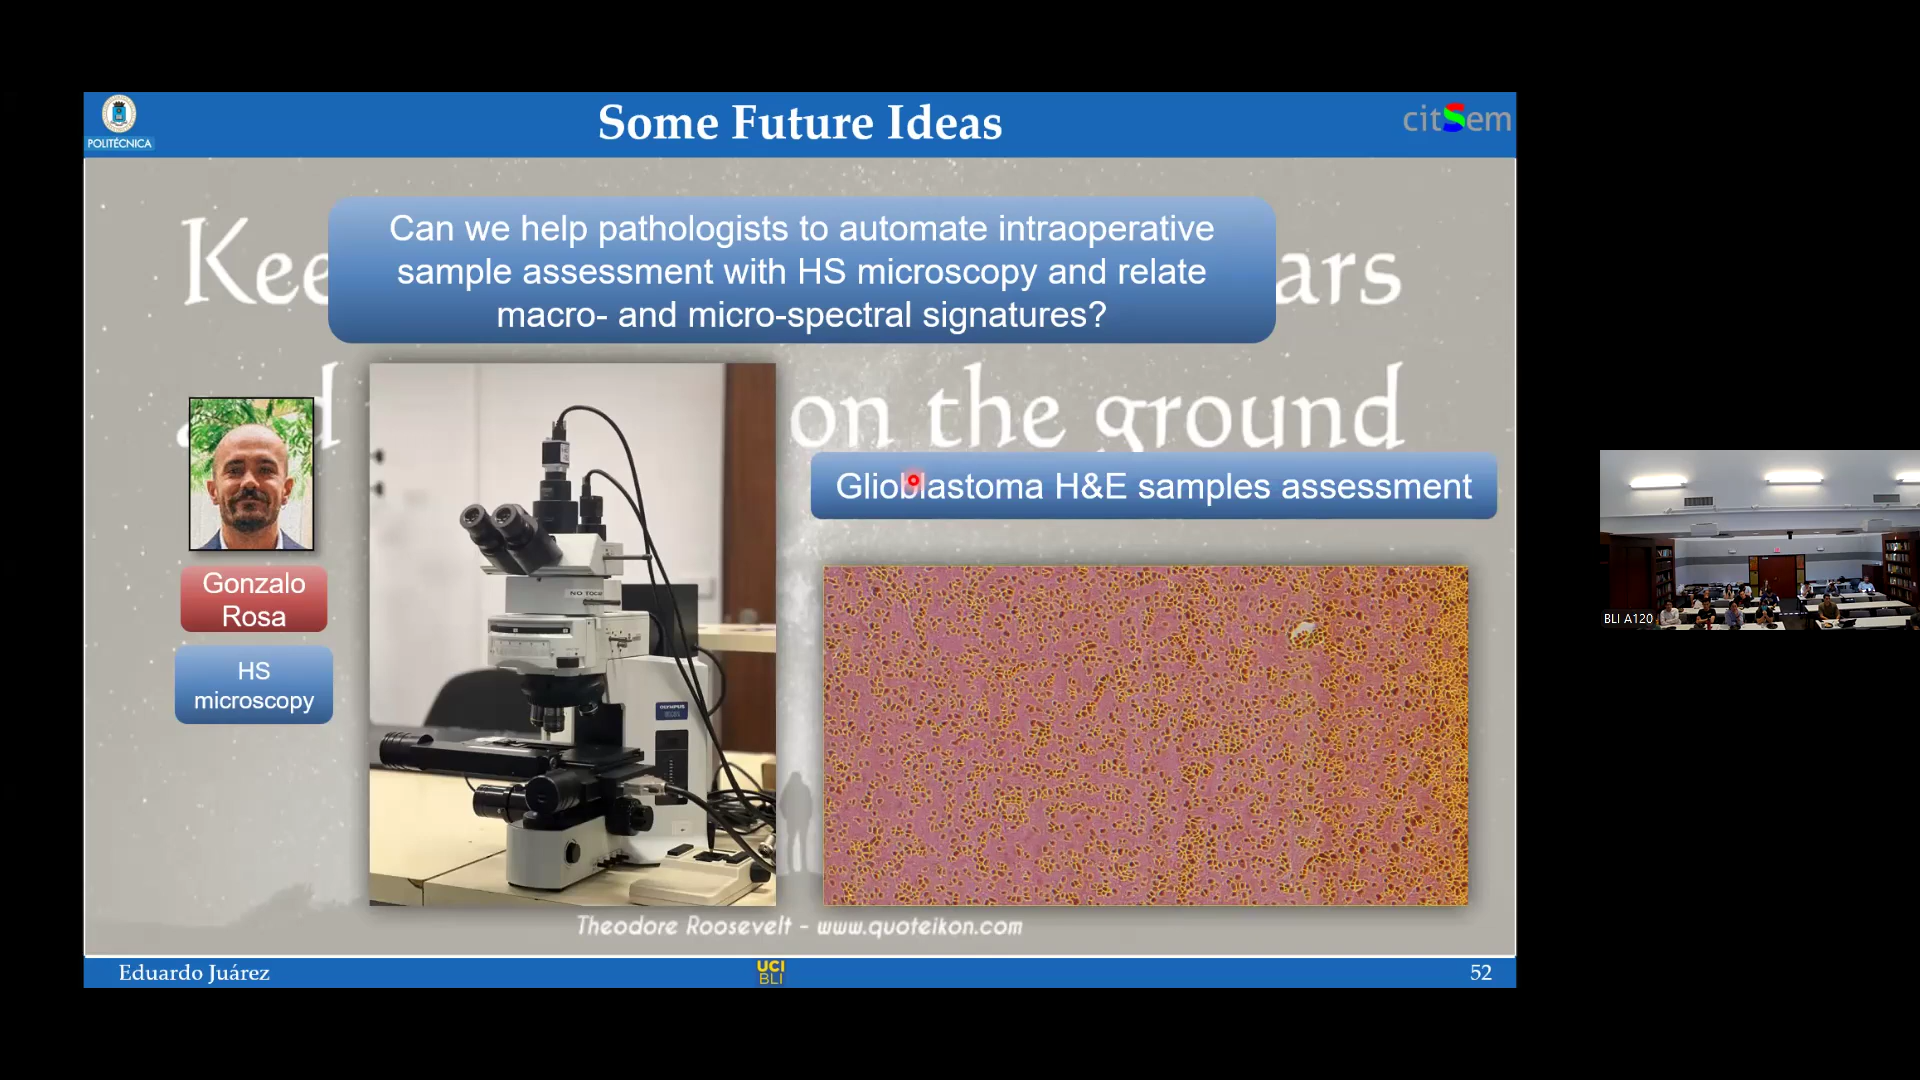 POLITÉCNICA
Some Future Ideas
citSem
Can we help pathologists to automate intraoperative
sample assessment with HS microscopy and relate
macro- and micro-spectral signatures?
Kee
ars
on the ground
Glioblastoma H&E samples assessment
Gonzalo
Rosa
HS
microscopy
OLYMPUS
Theodore Roosevelt - www.quoteikon.com
Eduardo Juárez
UCI
BLI
52
BLI A120